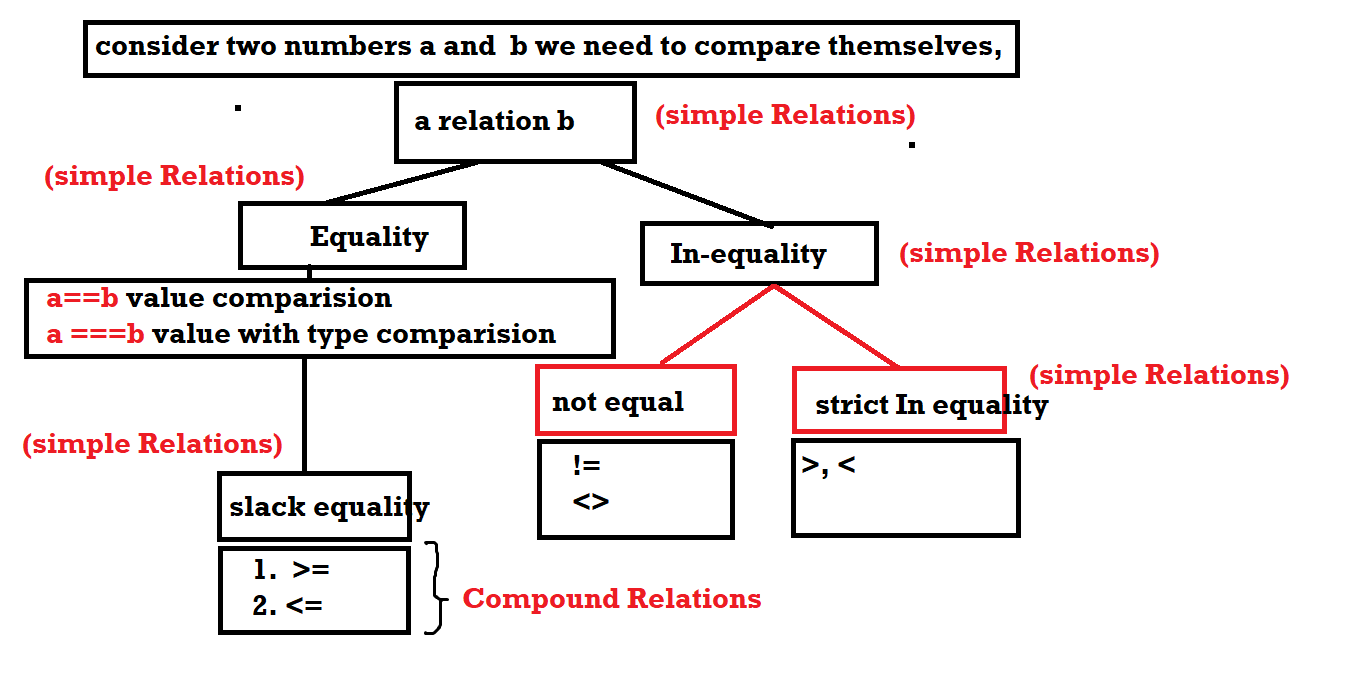 consider two numbers a and  b we need to compare themselves,
a relation b
(simple Relations)
(simple Relations)
Equality
In-equality
(simple Relations)
a==b value comparision
a ===b value with type comparision
not equal
strict In equality
(simple Relations)
!=
<>
>, <
(simple Relations)
slack equality
1.  >=
2. <=
Compound Relations